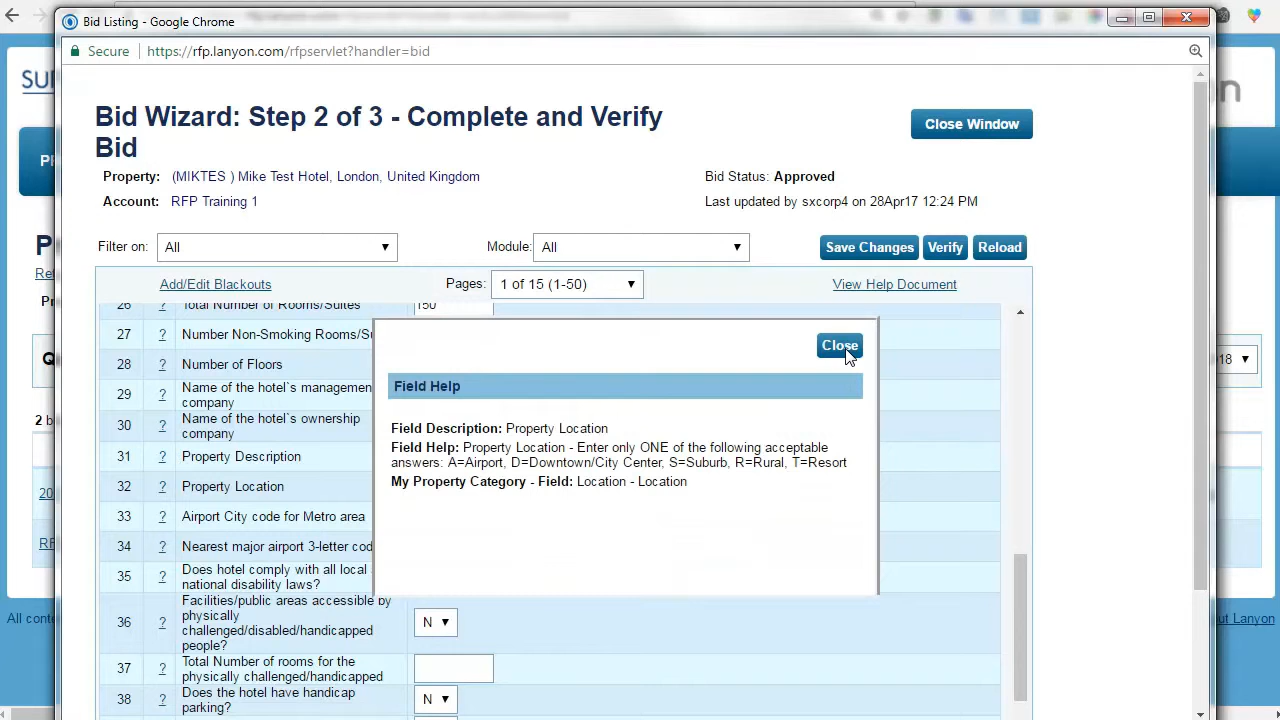 Bid Listing - Google Chrome
Secure https://rfp.lanyon.com/rfpservlet?handler=bid
Bid Wizard: Step 2 of 3 - Complete and Verify
Bid
Close Window
Property: (MIKTES ) Mike Test Hotel, London, United Kingdom
Bid Status: Approved
Account: RFP Training 1
Last updated by sxcorp4 on 28Apr17 12:24 PM
Filter on: All Module: All Save Changes Verify Reload
Add/Edit Blackouts Pages: 1 of 15 (1-50) View Help Document
26 ? Total Number of Rooms/Suites 150
27 ? Number Non-Smoking Rooms/Su
28 ? Number of Floors
29 ? Name of the hotel`s managemen
company
30 ? Name of the hotel`s ownership
company
31 ? Property Description
32 ? Property Location
33 ? Airport City code for Metro area
34 ? Nearest major airport 3-letter cod
35 ? Does hotel comply with all local
national disability laws?
36 ? Facilities/public areas accessible by
physically
challenged/disabled/handicapped
people?
N
37 ? Total Number of rooms for the
physically challenged/handicapped
38 ? Does the hotel have handicap
parking?
N
Close
Field Help
Field Description: Property Location
Field Help: Property Location - Enter only ONE of the following acceptable
answers: A=Airport, D=Downtown/City Center, S=Suburb, R=Rural, T=Resort
My Property Category - Field: Location - Location
SU
on
P
P
Re
Pr
Q
18
2 b
20
RF
All conte
ut Lanyon